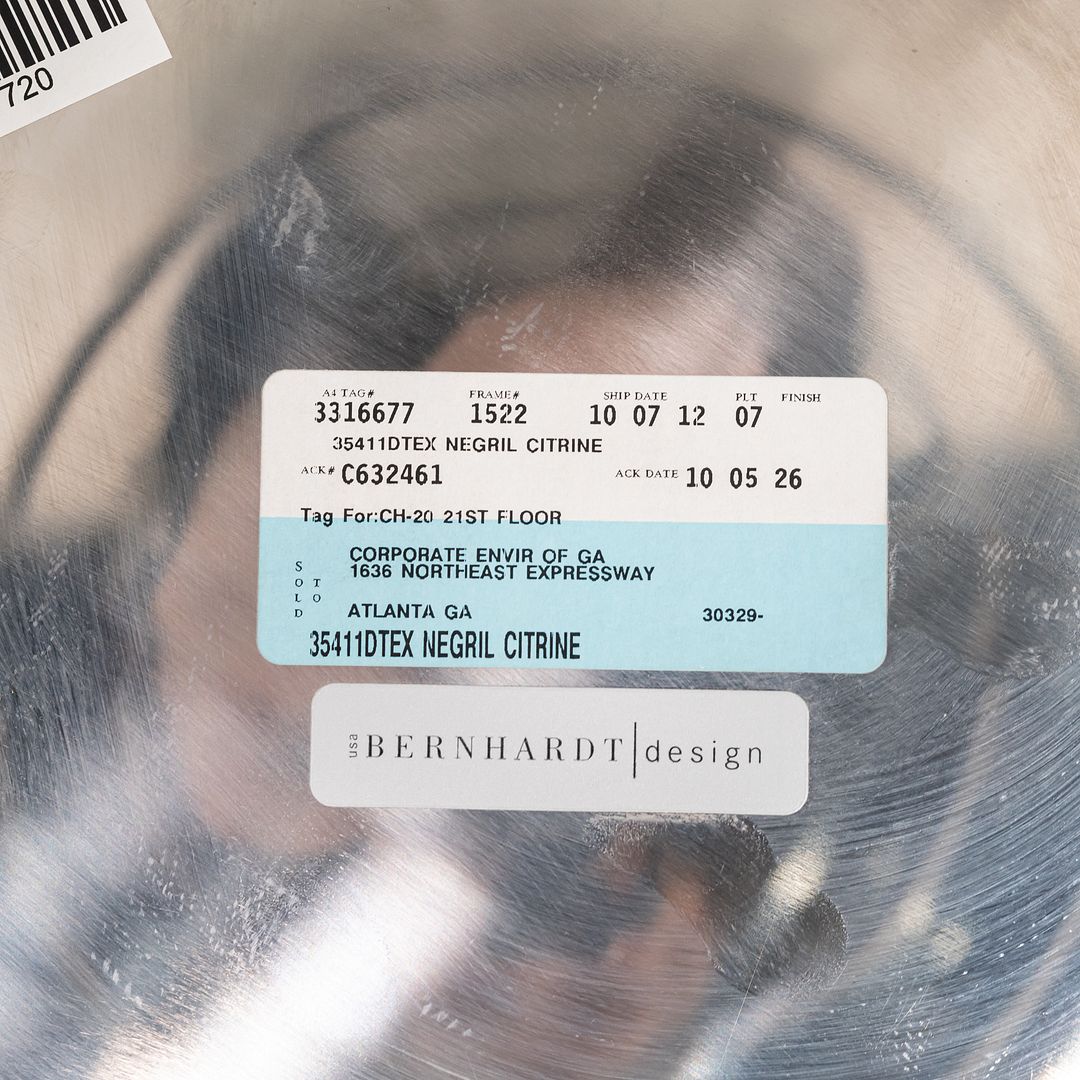 720
A4 TAG# FRAME# SHIP DATE PLT FINISH
3316677 1522 10 07 12 07
35411DTEX NEGRIL CITRINE
ACK# C632461 ACK DATE 10 05 26
Tag For:CH-20 21ST FLOOR
SOLD TO
CORPORATE ENVIR OF GA
1636 NORTHEAST EXPRESSWAY
ATLANTA GA 30329-
35411DTEX NEGRIL CITRINE
usa BERNHARDT|design